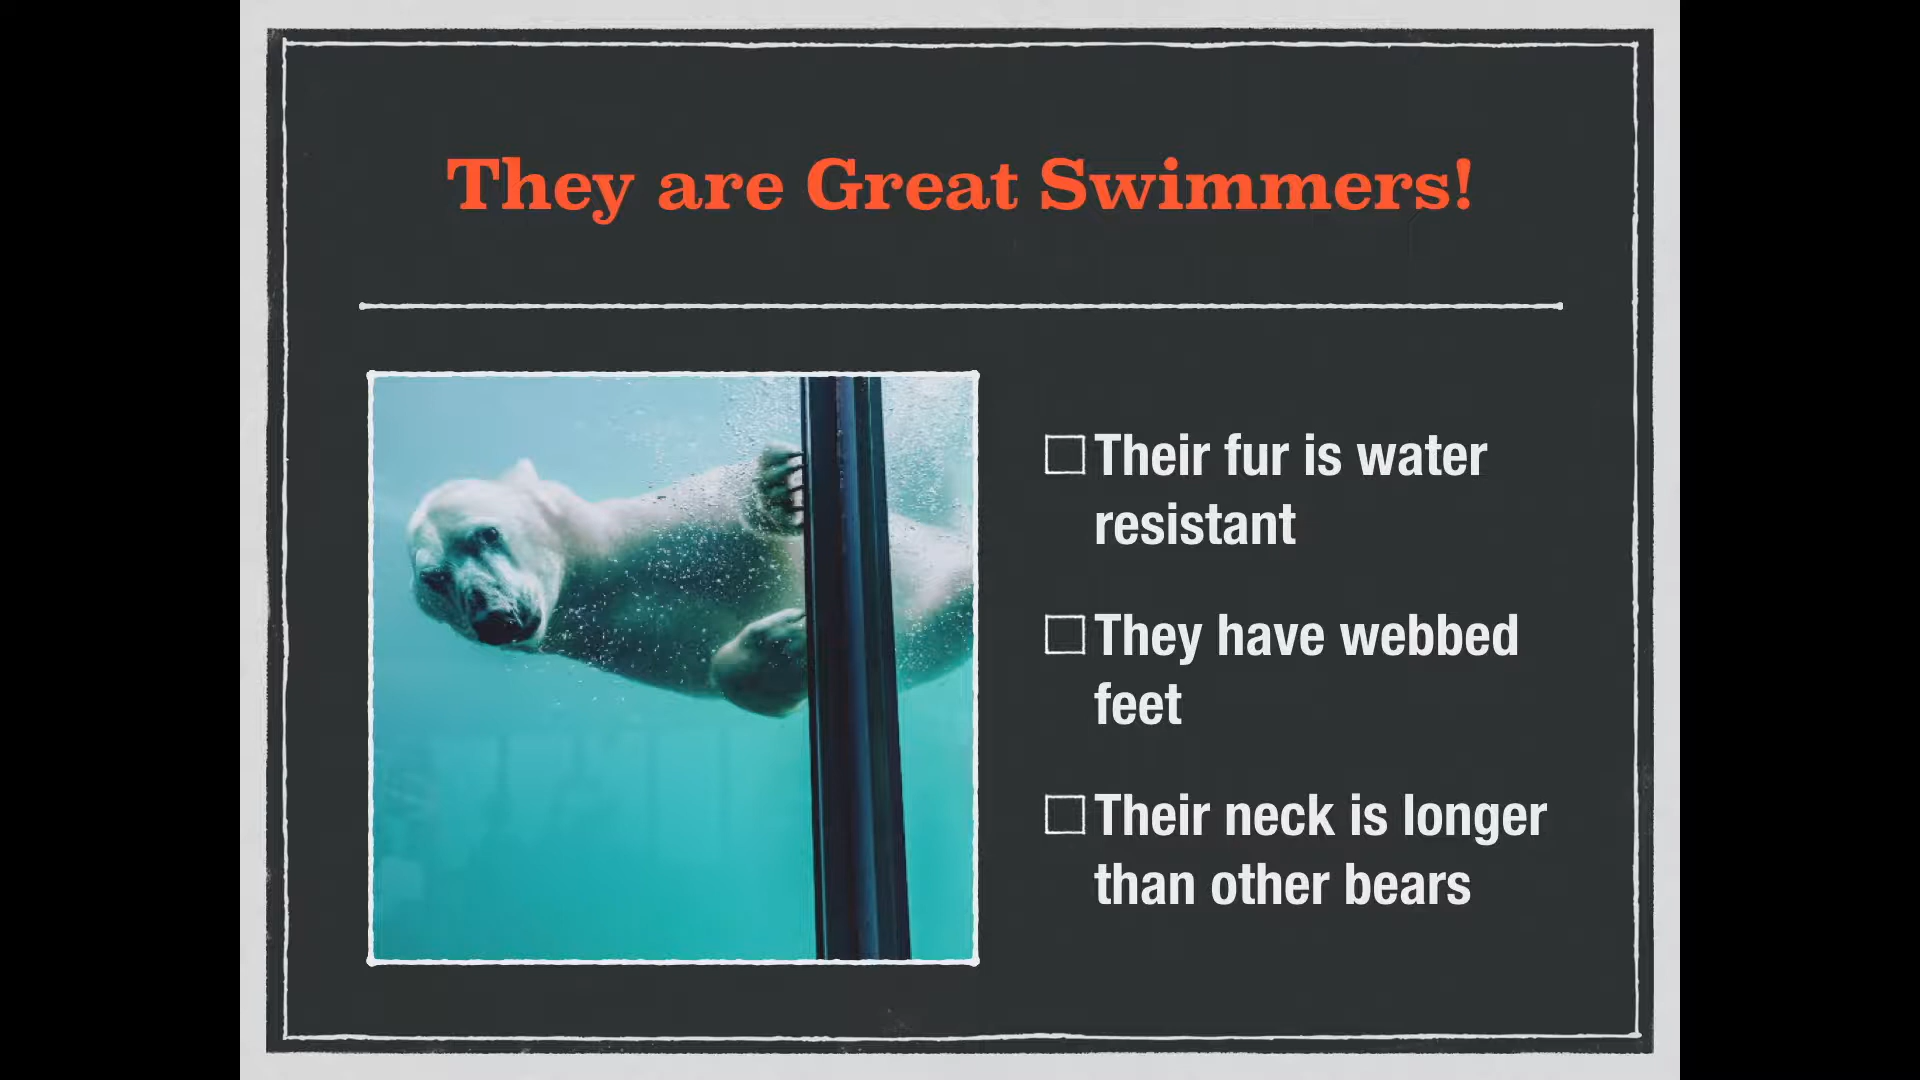 They are Great Swimmers!
Their fur is water
resistant
They have webbed
feet
Their neck is longer
than other bears